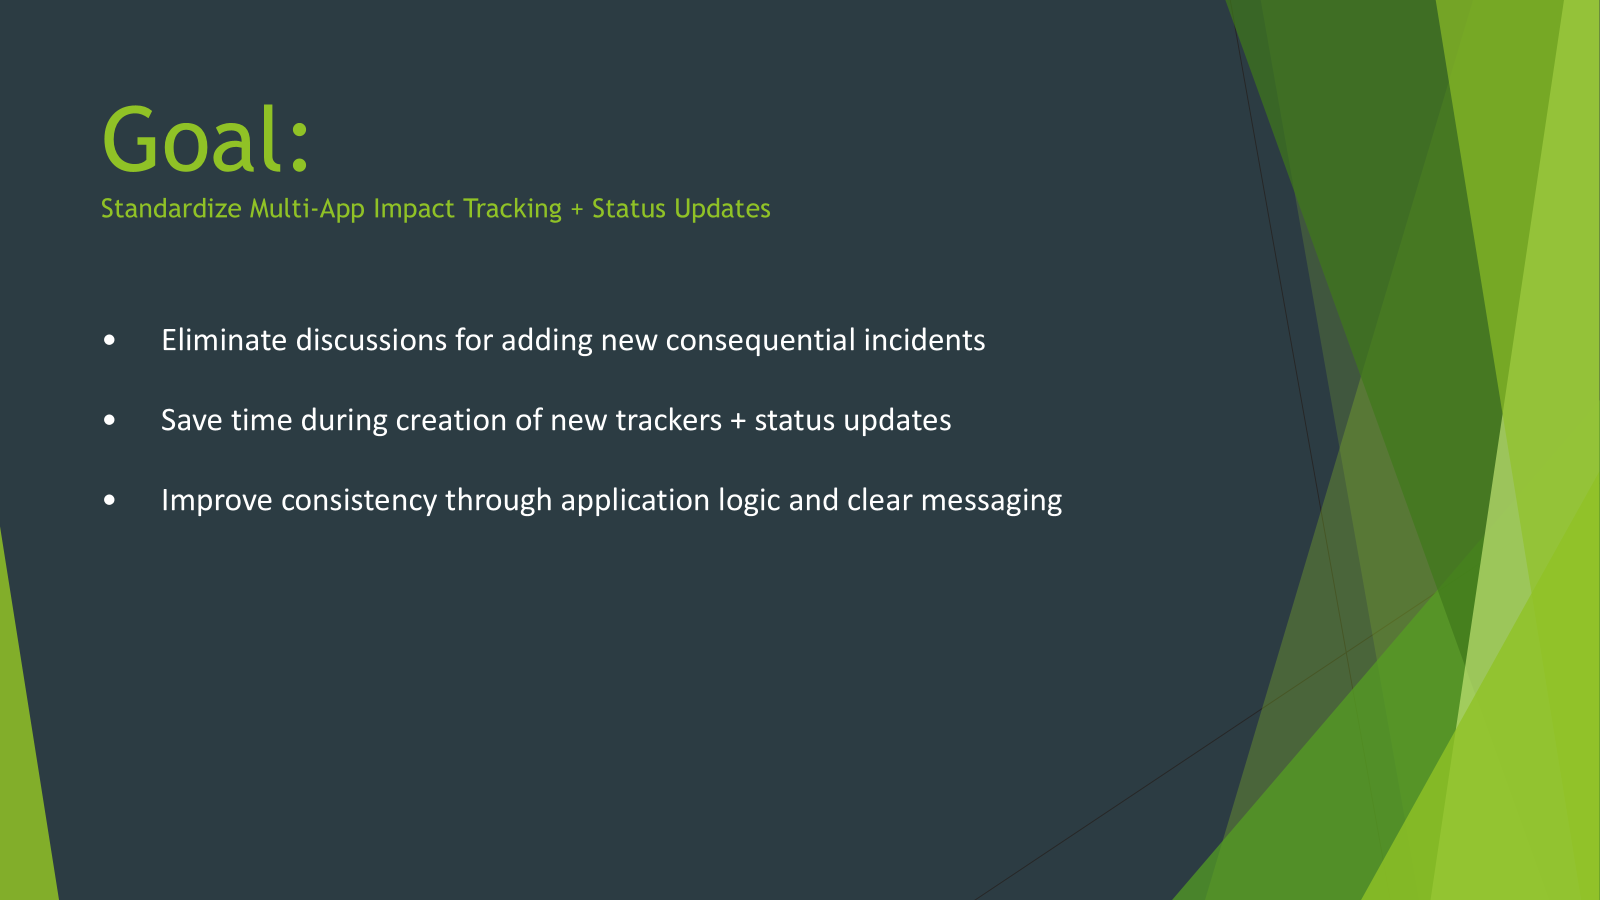 Goal:
Standardize Multi-App Impact Tracking + Status Updates
• Eliminate discussions for adding new consequential incidents
• Save time during creation of new trackers + status updates
• Improve consistency through application logic and clear messaging